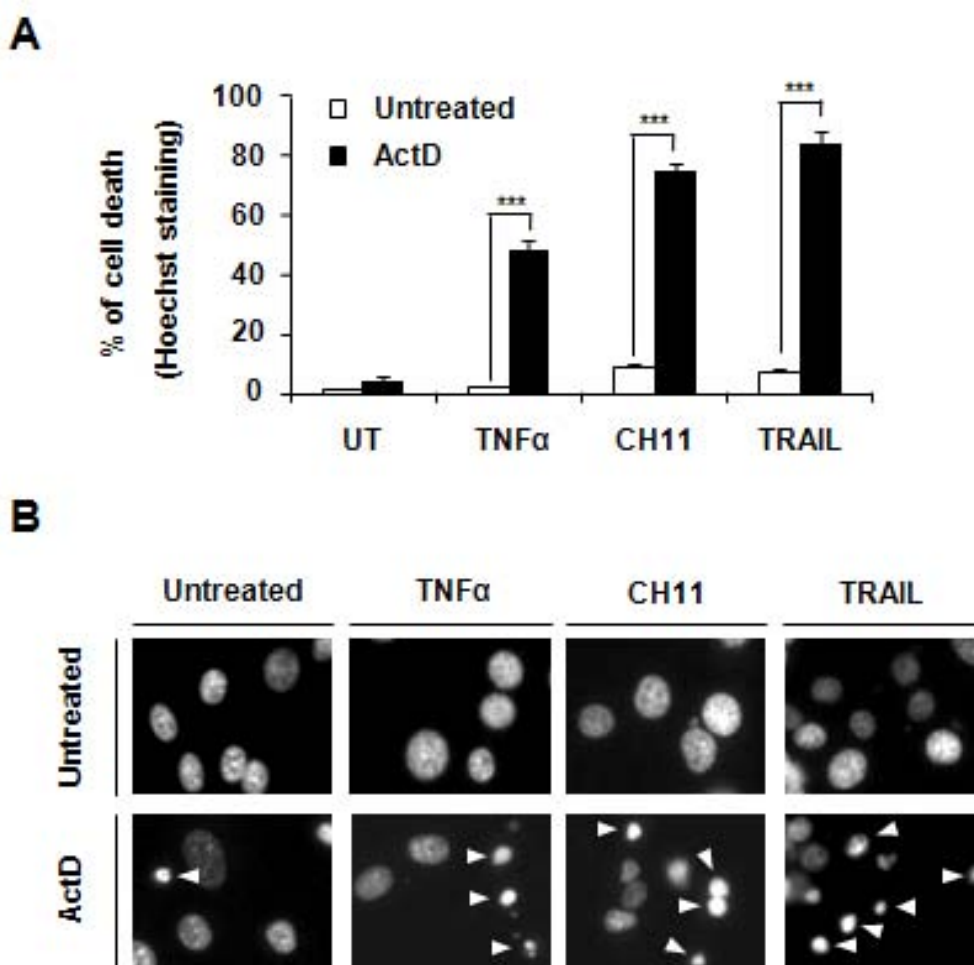 A
100
80
60
40
20
0
% of cell death
(Hoechst staining)
Untreated
ActD
***
***
***
UT TNFα CH11 TRAIL
B
Untreated TNFα CH11 TRAIL
Untreated
ActD